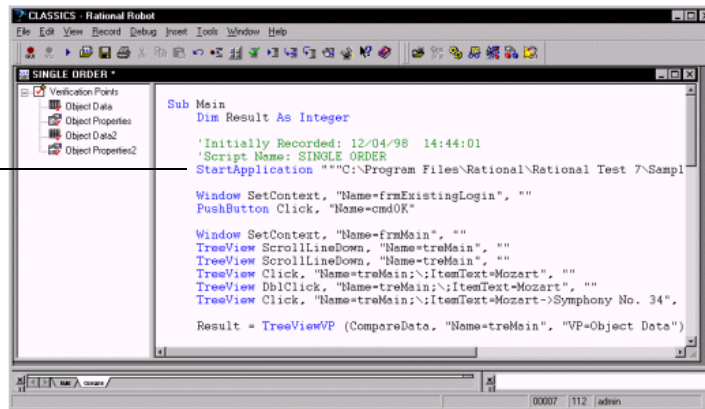 CLASSICS - Rational Robot
File Edit View Record Debug Insert Tools Window Help
SINGLE ORDER *
Verification Points
Object Data
Object Properties
Object Data2
Object Properties2
Sub Main
Dim Result As Integer
'Initially Recorded: 12/04/98 14:44:01
'Script Name: SINGLE ORDER
StartApplication """C:\Program Files\Rational\Rational Test 7\Sampl
Window SetContext, "Name=frmExistingLogin", ""
PushButton Click, "Name=cmdOK"
Window SetContext, "Name=frmMain", ""
TreeView ScrollLineDown, "Name=treMain", ""
TreeView ScrollLineDown, "Name=treMain", ""
TreeView Click, "Name=treMain;\;ItemText=Mozart", ""
TreeView DblClick, "Name=treMain;\;ItemText=Mozart", ""
TreeView Click, "Name=treMain;\;ItemText=Mozart->Symphony No. 34",
Result = TreeViewVP (CompareData, "Name=treMain", "VP=Object Data")
00007 112 admin